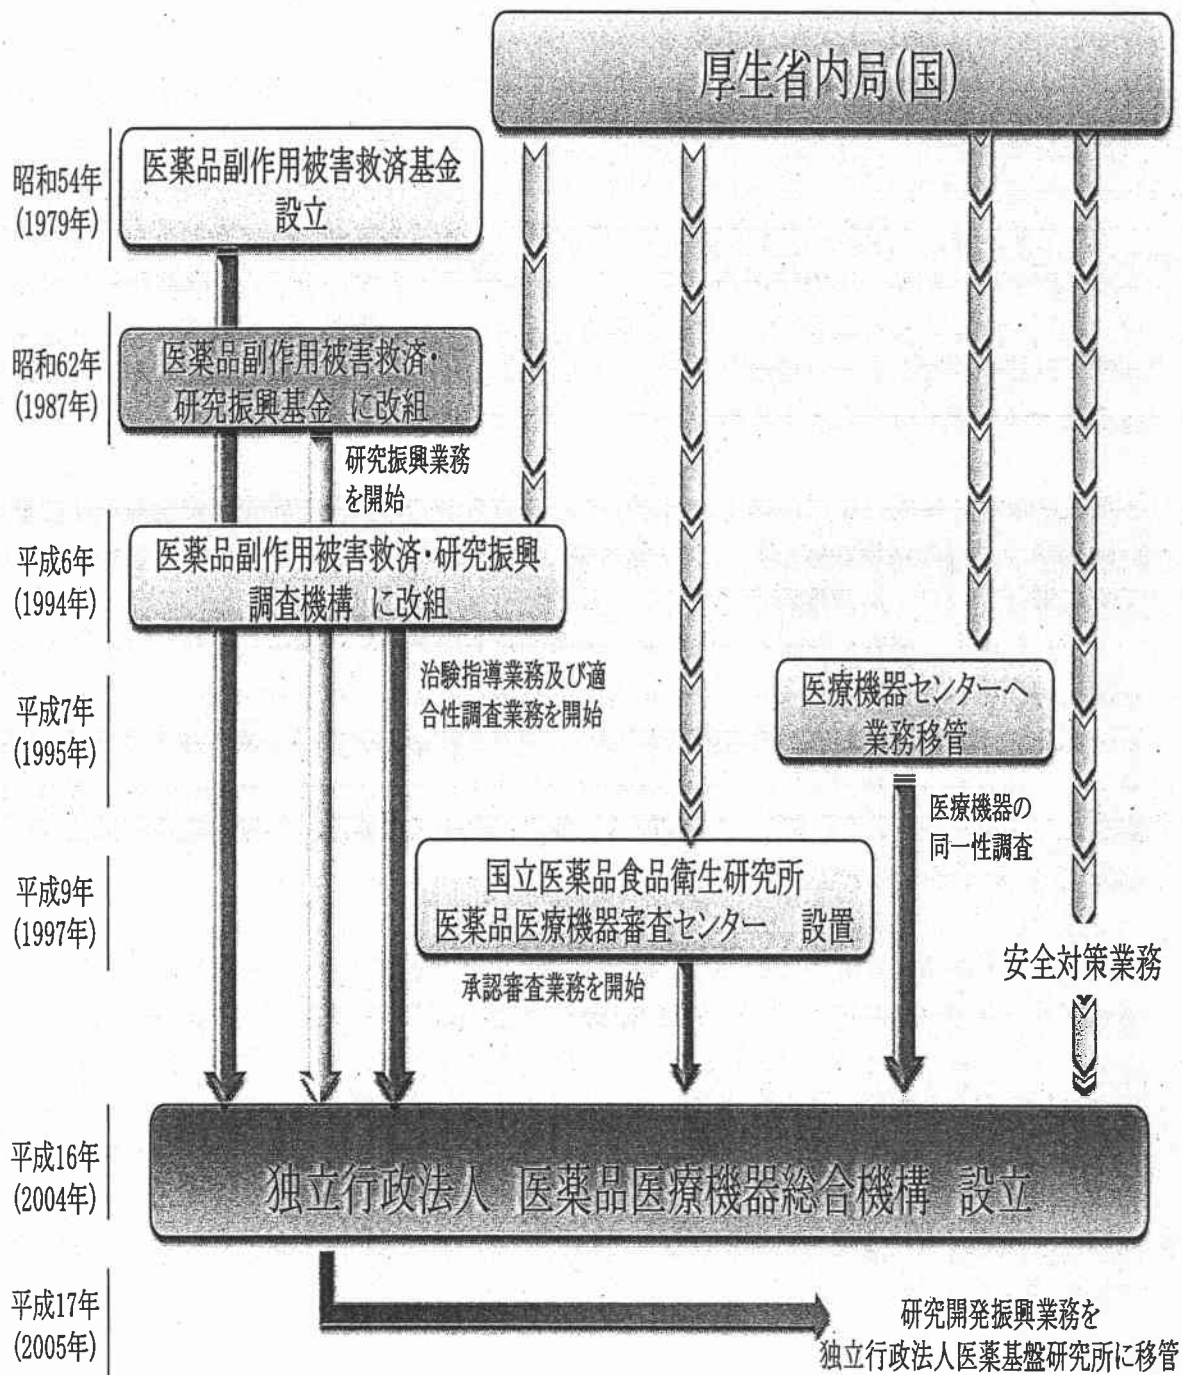 厚生省内局(国)
昭和54年
(1979年)
医薬品副作用被害救済基金
設立
昭和62年
(1987年)
医薬品副作用被害救済・
研究振興基金 に改組
研究振興業務
を開始
平成6年
(1994年)
医薬品副作用被害救済・研究振興
調査機構 に改組
治験指導業務及び適
合性調査業務を開始
平成7年
(1995年)
医療機器センターへ
業務移管
医療機器の
同一性調査
平成9年
(1997年)
国立医薬品食品衛生研究所
医薬品医療機器審査センター 設置
承認審査業務を開始
安全対策業務
平成16年
(2004年)
独立行政法人 医薬品医療機器総合機構 設立
平成17年
(2005年)
研究開発振興業務を
独立行政法人医薬基盤研究所に移管